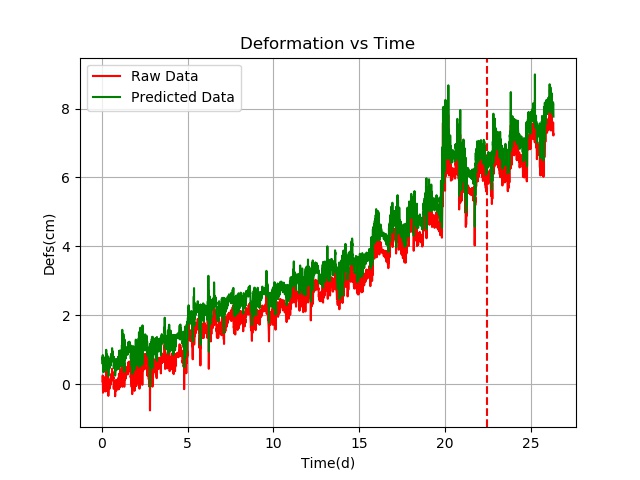 Deformation vs Time
Raw Data
Predicted Data
8
6
4
2
0
Defs(cm)
0 5 10 15 20 25
Time(d)